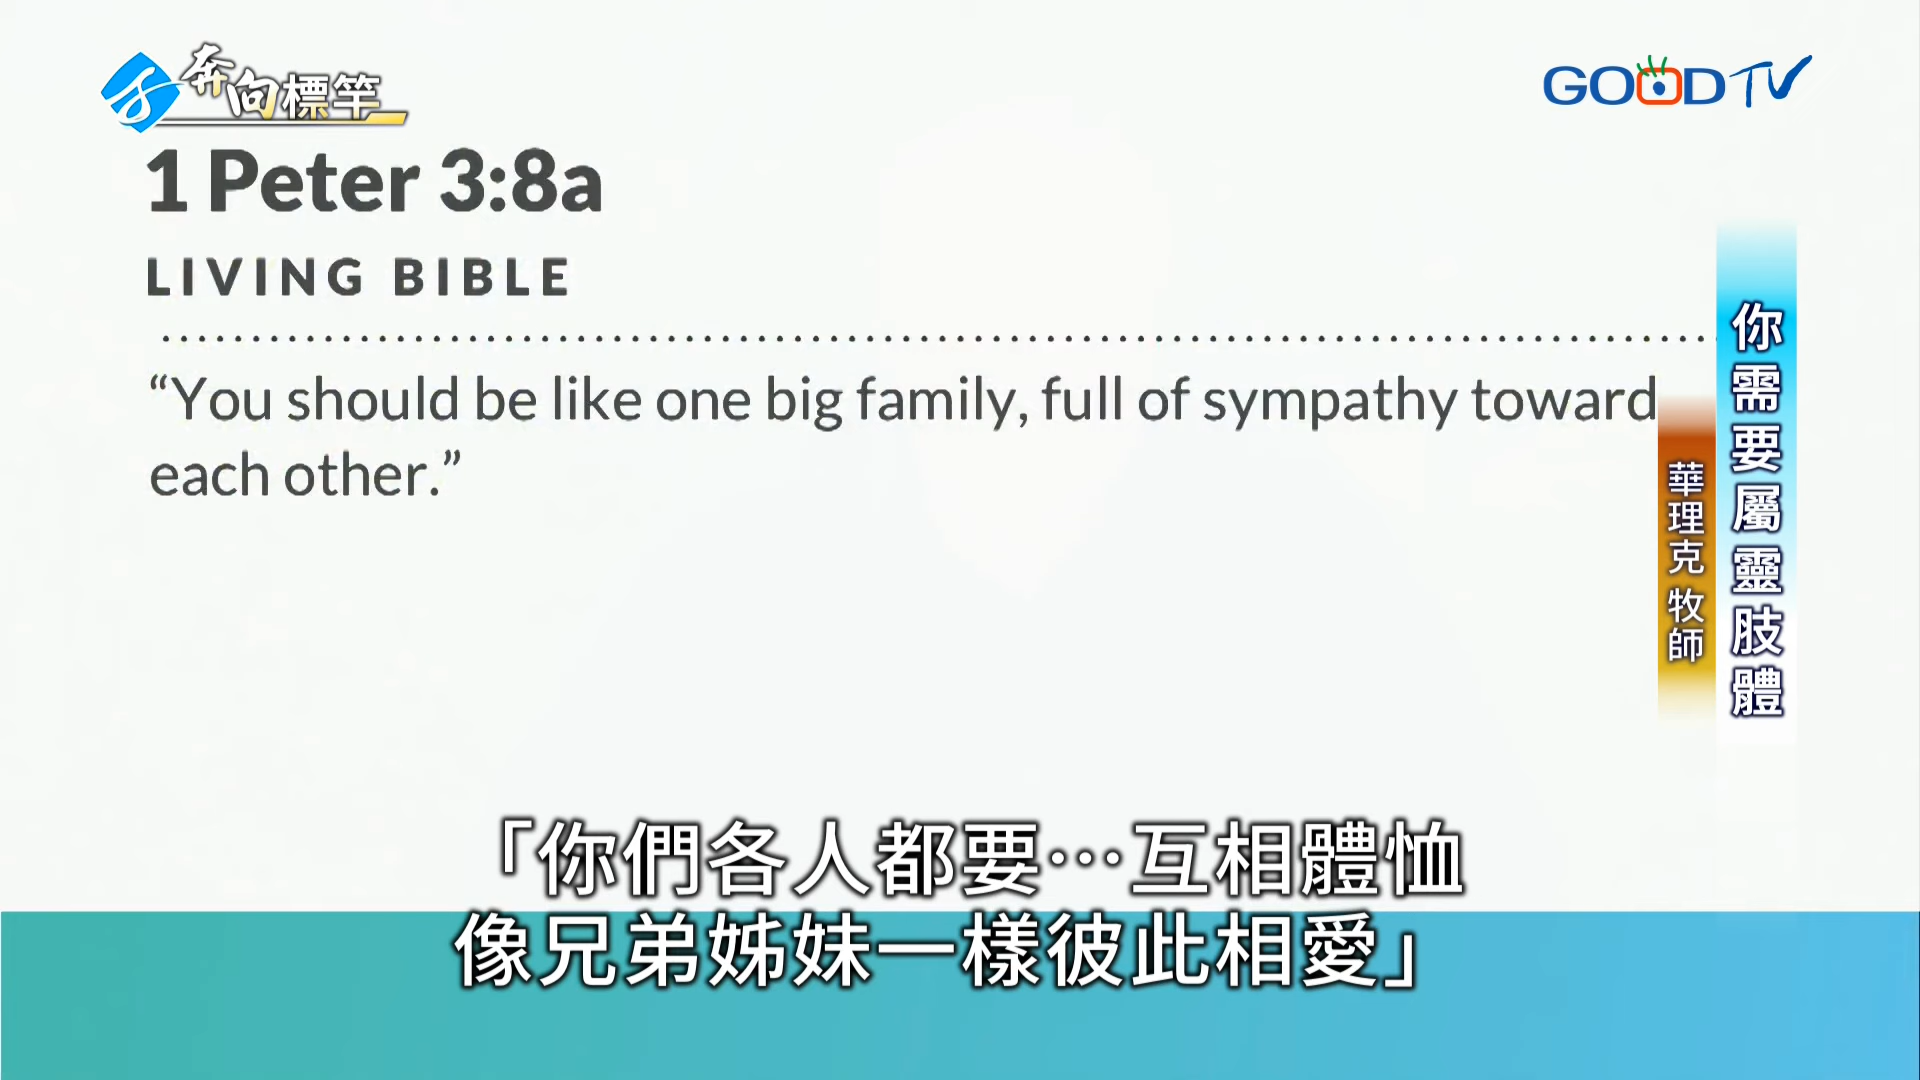 奔向標竿
GOOD TV
1 Peter 3:8a
LIVING BIBLE
“You should be like one big family, full of sympathy toward
each other.”
你需要屬靈肢體
華理克 牧師
「你們各人都要…互相體恤
像兄弟姊妹一樣彼此相愛」